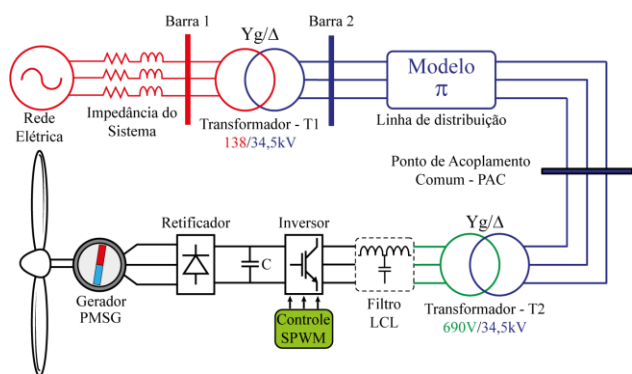 Barra 1
Barra 2
Yg/Δ
Modelo
π
Rede
Elétrica
Impedância do
Sistema
Transformador - T1
138/34,5kV
Linha de distribuição
Ponto de Acoplamento
Comum - PAC
Retificador
Inversor
Yg/Δ
C
Gerador
PMSG
Controle
SPWM
Filtro
LCL
Transformador - T2
690V/34,5kV